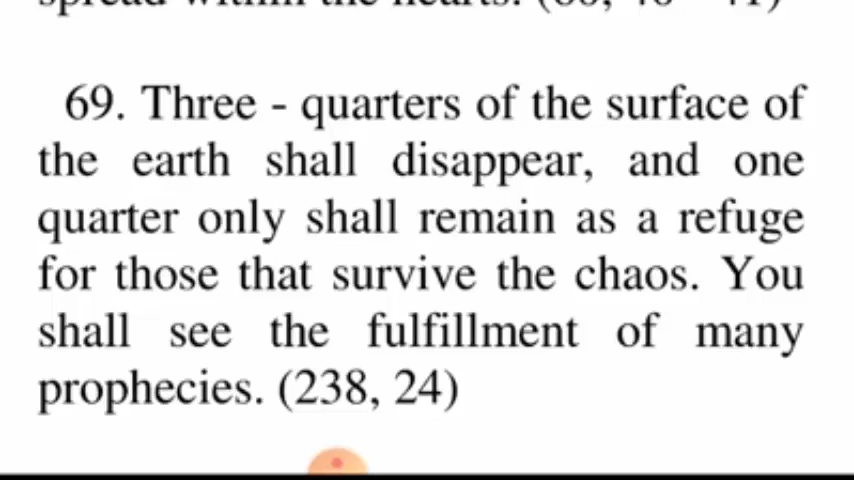 69. Three - quarters of the surface of
the earth shall disappear, and one
quarter only shall remain as a refuge
for those that survive the chaos. You
shall see the fulfillment of many
prophecies. (238, 24)